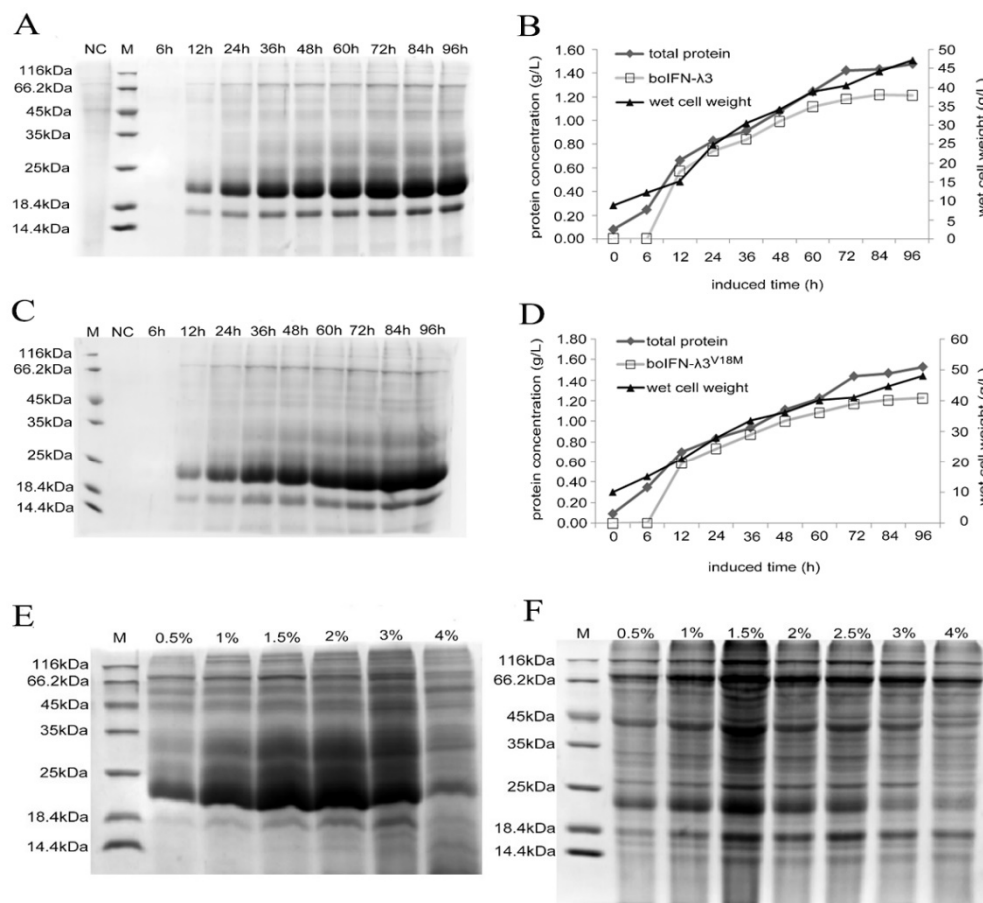 A
NC M 6h 12h 24h 36h 48h 60h 72h 84h 96h
116kDa
66.2kDa
45kDa
35kDa
25kDa
18.4kDa
14.4kDa
B
total protein
boIFN-λ3
wet cell weight
protein concentration (g/L)
1.60
1.40
1.20
1.00
0.80
0.60
0.40
0.20
0.00
50
45
40
35
30
25
20
15
10
5
0
wet cell weight (g/L)
0 6 12 24 36 48 60 72 84 96
induced time (h)
C
M NC 6h 12h 24h 36h 48h 60h 72h 84h 96h
116kDa
66.2kDa
45kDa
35kDa
25kDa
18.4kDa
14.4kDa
D
total protein
boIFN-λ3V18M
wet cell weight
protein concentration (g/L)
1.80
1.60
1.40
1.20
1.00
0.80
0.60
0.40
0.20
0.00
60
50
40
30
20
10
0
wet cell weight (g/L)
0 6 12 24 36 48 60 72 84 96
induced time (h)
E
M 0.5% 1% 1.5% 2% 3% 4%
116kDa
66.2kDa
45kDa
35kDa
25kDa
18.4kDa
14.4kDa
F
M 0.5% 1% 1.5% 2% 2.5% 3% 4%
116kDa
66.2kDa
45kDa
35kDa
25kDa
18.4kDa
14.4kDa